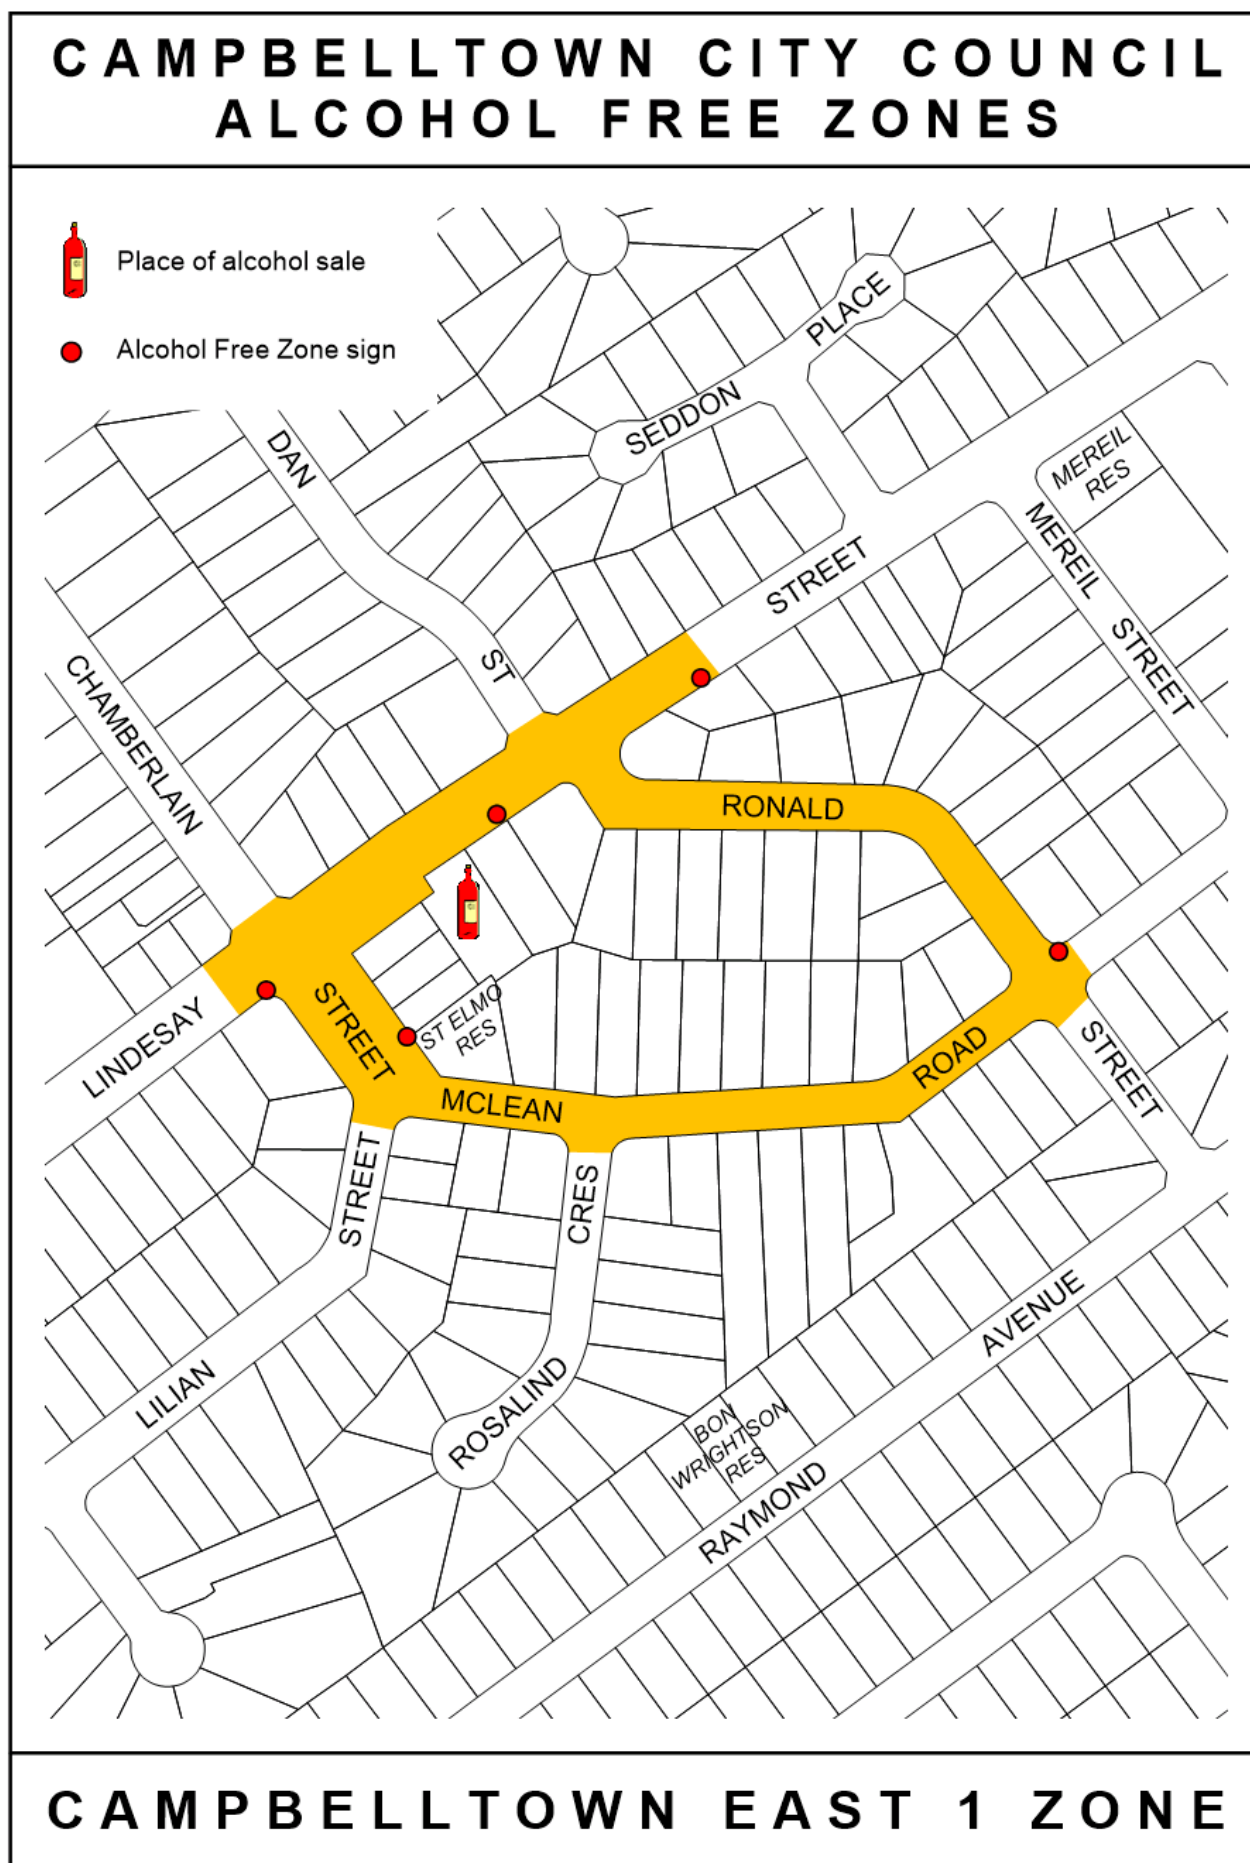 CAMPBELLTOWN CITY COUNCIL
ALCOHOL FREE ZONES
Place of alcohol sale
Alcohol Free Zone sign
PLACE
SEDDON
DAN
ST
MEREIL
RES
MEREIL
STREET
STREET
CHAMBERLAIN
RONALD
LINDESAY
STREET
ST ELMO
RES
MCLEAN
ROAD
STREET
STREET
CRES
LILIAN
ROSALIND
AVENUE
BON
WRIGHTSON
RES
RAYMOND
CAMPBELLTOWN EAST 1 ZONE